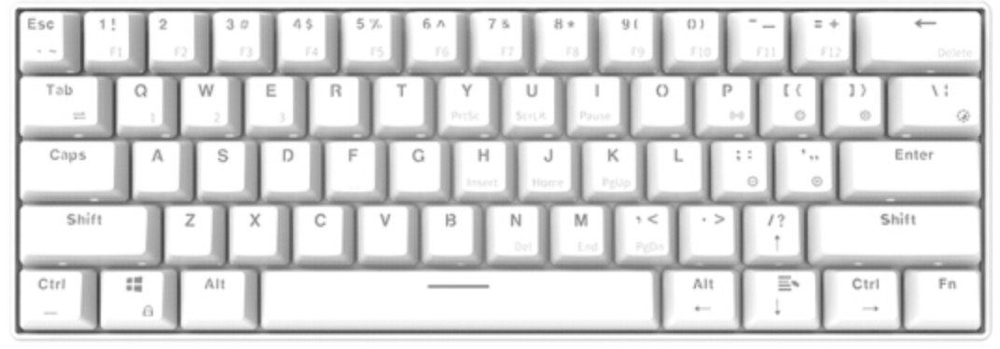 Esc 1! 2 3# 4$ 5% 6^ 7& 8* 9( 0) -_ =+ ←
` ~ F1 F2 F3 F4 F5 F6 F7 F8 F9 F10 F11 F12 Delete
Tab Q W E R T Y U I O P [{ ]} \|
1 2 3 PrtSc ScrLK Pause
Caps A S D F G H J K L ;: '" Enter
Insert Home PgUp
Shift Z X C V B N M ,< .> /? Shift
Del End PgDn ↑
Ctrl Alt Alt Ctrl Fn
← ↓ →